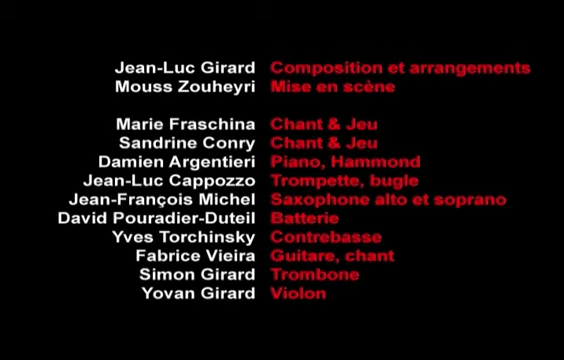 Jean-Luc Girard Composition et arrangements
Mouss Zouheyri Mise en scène
Marie Fraschina Chant & Jeu
Sandrine Conry Chant & Jeu
Damien Argentieri Piano, Hammond
Jean-Luc Cappozzo Trompette, bugle
Jean-François Michel Saxophone alto et soprano
David Pouradier-Duteil Batterie
Yves Torchinsky Contrebasse
Fabrice Vieira Guitare, chant
Simon Girard Trombone
Yovan Girard Violon